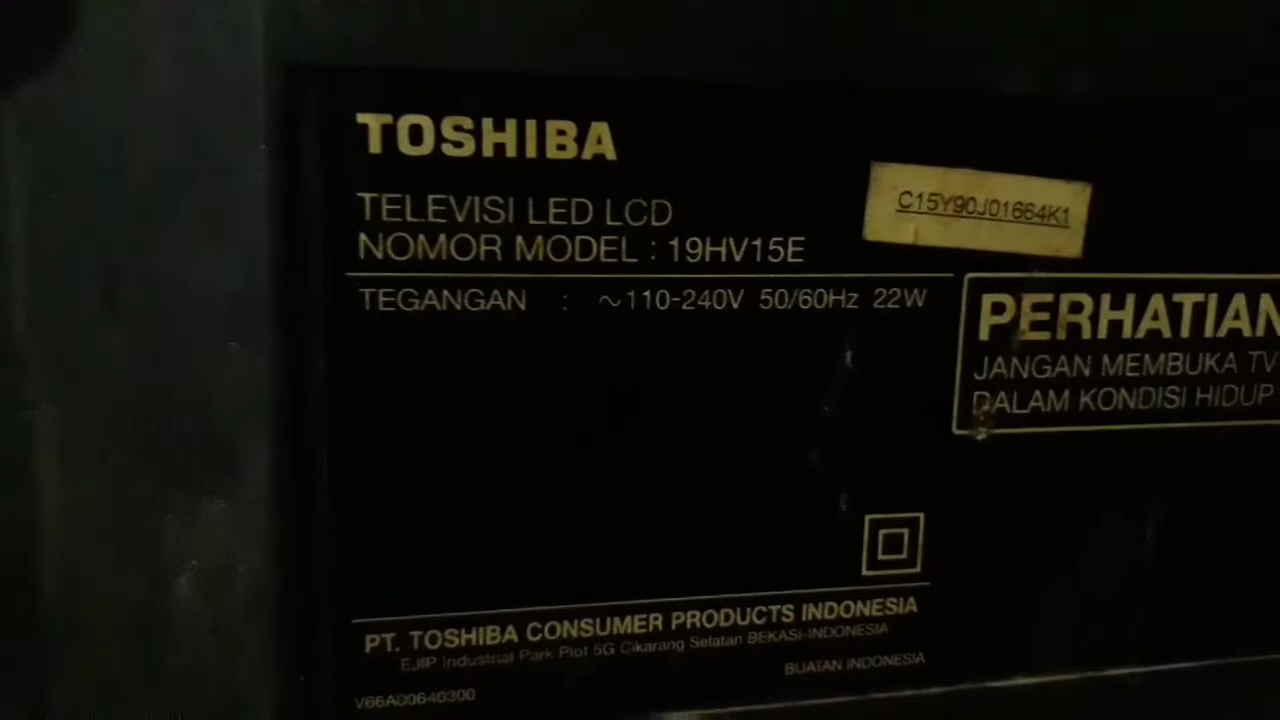 TOSHIBA
C15Y90J01664K1
TELEVISI LED LCD
NOMOR MODEL : 19HV15E
TEGANGAN : ~110-240V 50/60Hz 22W
PERHATIAN
JANGAN MEMBUKA TV
DALAM KONDISI HIDUP
PT. TOSHIBA CONSUMER PRODUCTS INDONESIA
EJIP Industrial Park Plot 5G Cikarang Selatan BEKASI-INDONESIA
BUATAN INDONESIA
V66A00640300